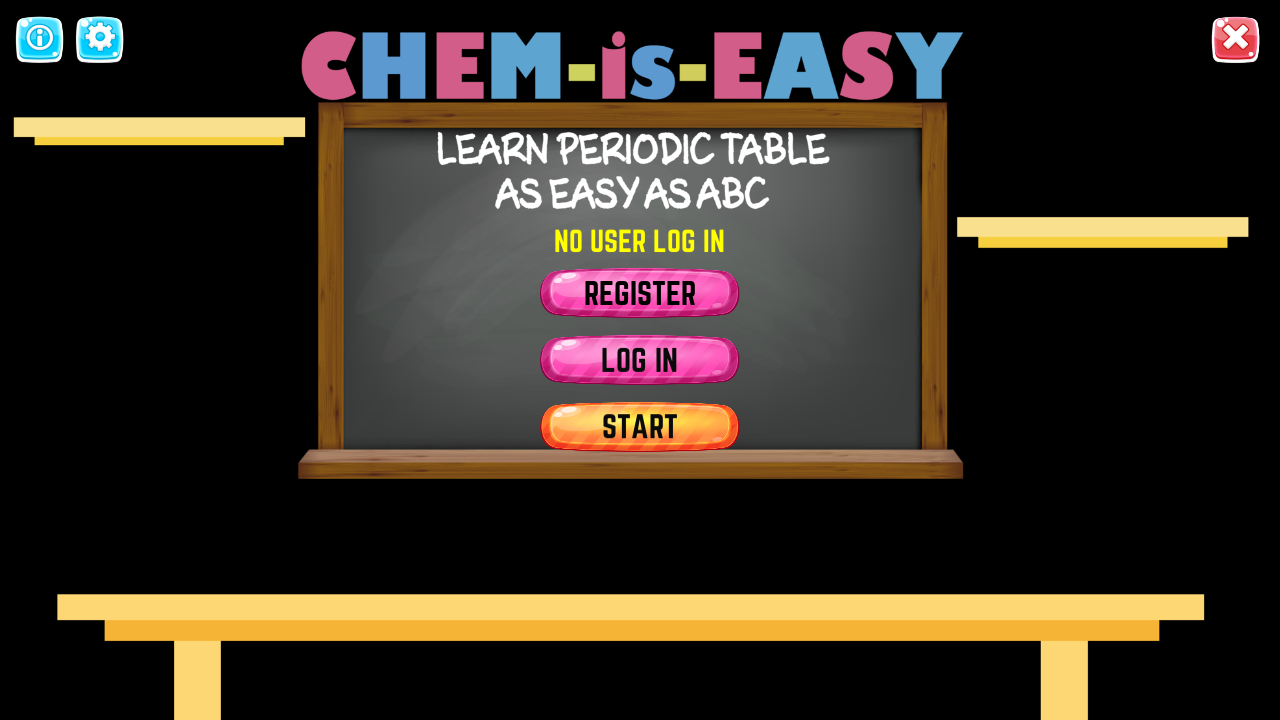 CHEM-is-EASY
LEARN PERIODIC TABLE
AS EASY AS ABC
NO USER LOG IN
REGISTER
LOG IN
START